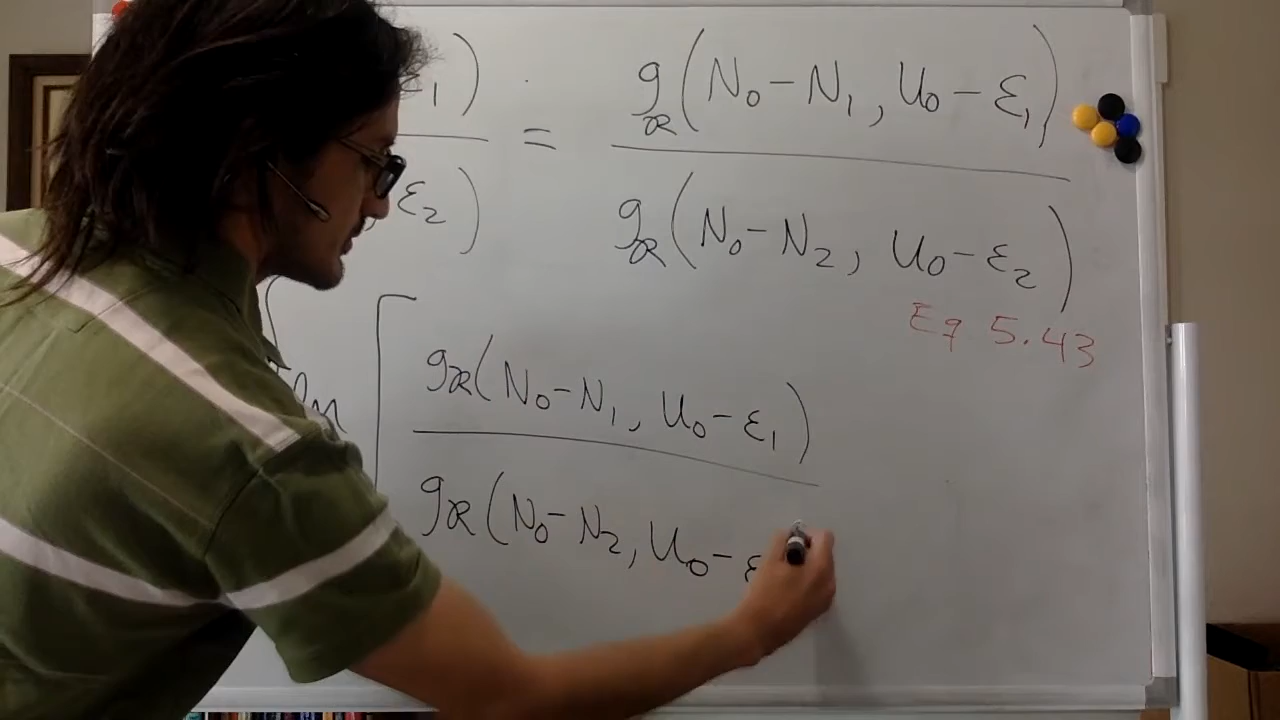 ε₁) / ε₂) = g_R(N₀-N₁, U₀-ε₁) / g_R(N₀-N₂, U₀-ε₂)
Eq 5.43
ln [ g_R(N₀-N₁, U₀-ε₁) / g_R(N₀-N₂, U₀-ε